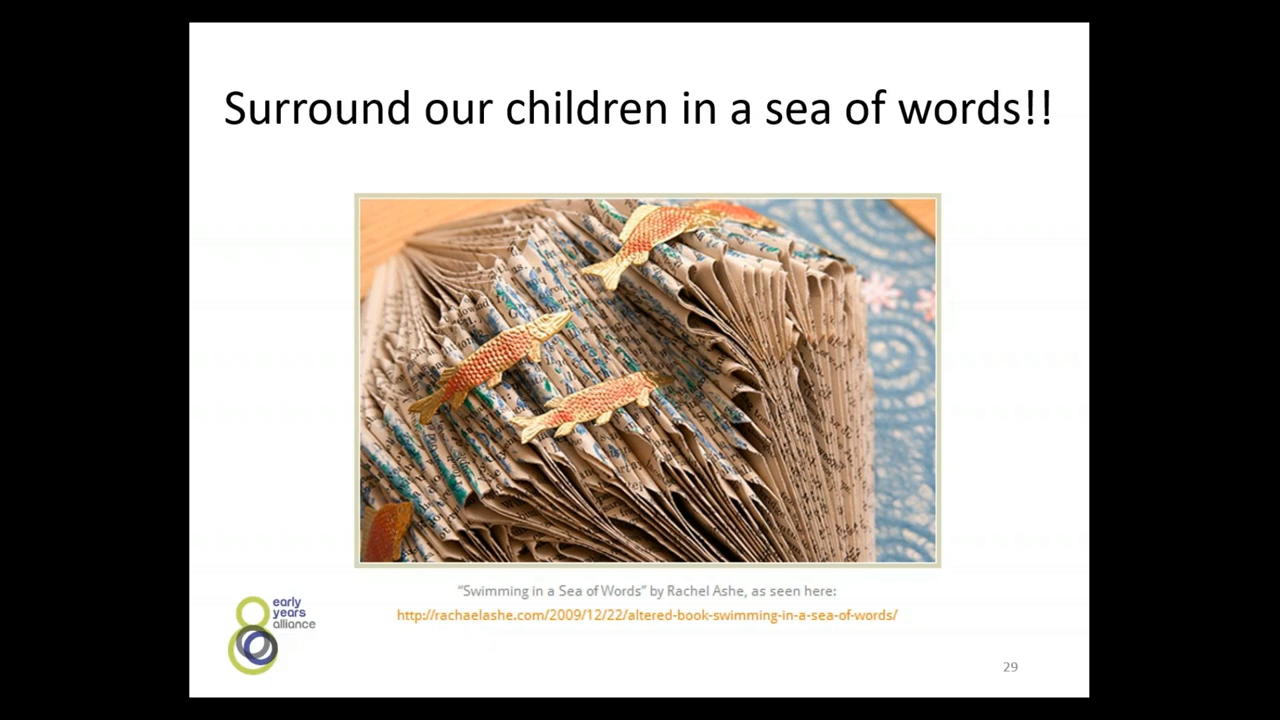 Surround our children in a sea of words!!
“Swimming in a Sea of Words” by Rachel Ashe, as seen here:
http://rachaelashe.com/2009/12/22/altered-book-swimming-in-a-sea-of-words/
early
years
alliance
29